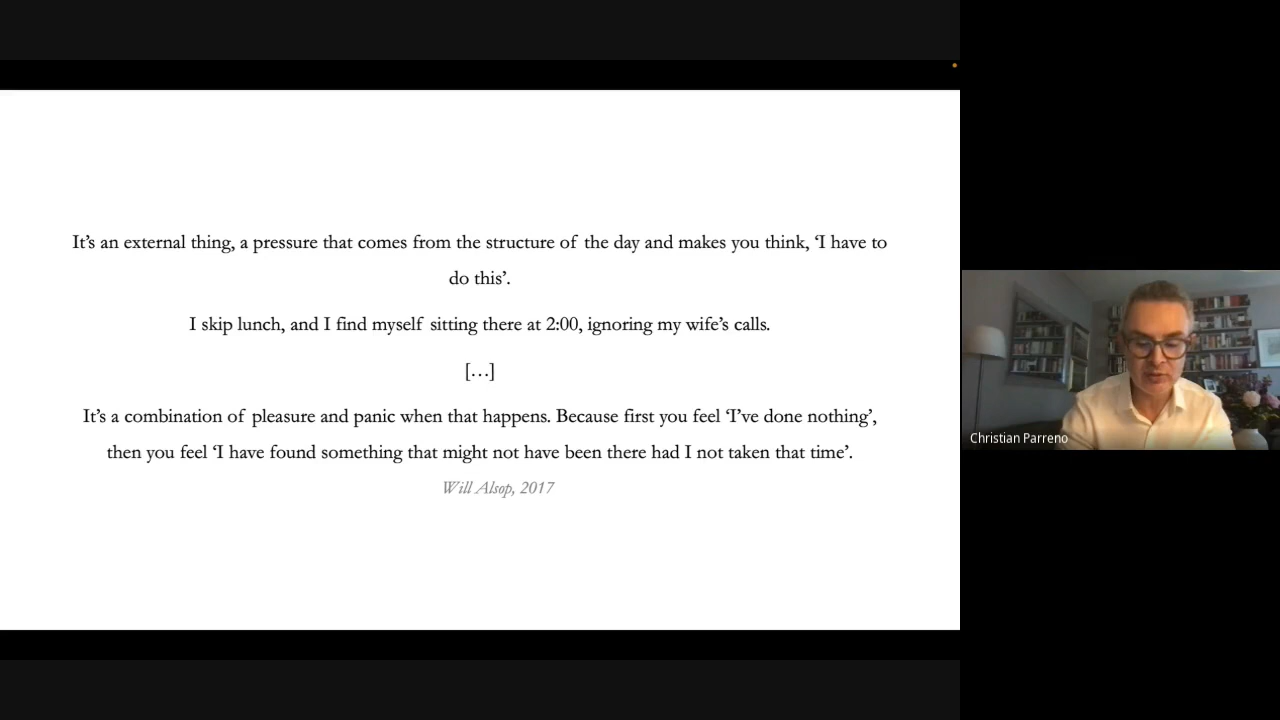 It's an external thing, a pressure that comes from the structure of the day and makes you think, ‘I have to
do this’.
I skip lunch, and I find myself sitting there at 2:00, ignoring my wife’s calls.
[…]
It’s a combination of pleasure and panic when that happens. Because first you feel ‘I’ve done nothing’,
then you feel ‘I have found something that might not have been there had I not taken that time’.
Will Alsop, 2017
Christian Parreno